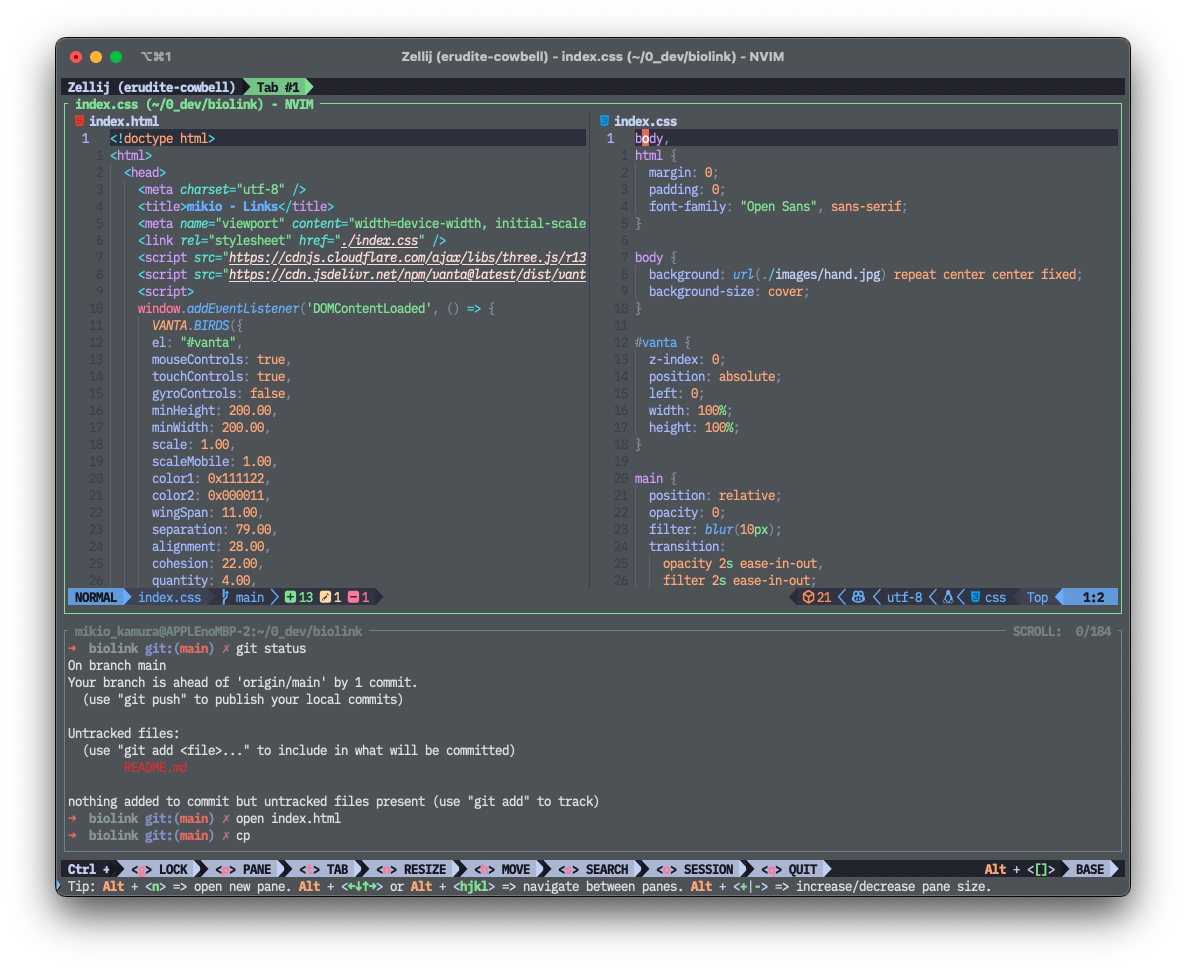 ⌥⌘1
Zellij (erudite-cowbell) - index.css (~/0_dev/biolink) - NVIM
Zellij (erudite-cowbell) Tab #1
index.css (~/0_dev/biolink) - NVIM
index.html
1 <!doctype html>
1 <html>
2 <head>
3 <meta charset="utf-8" />
4 <title>mikio - Links</title>
5 <meta name="viewport" content="width=device-width, initial-scale
6 <link rel="stylesheet" href="./index.css" />
7 <script src="https://cdnjs.cloudflare.com/ajax/libs/three.js/r13
8 <script src="https://cdn.jsdelivr.net/npm/vanta@latest/dist/vant
9 <script>
10 window.addEventListener('DOMContentLoaded', () => {
11 VANTA.BIRDS({
12 el: "#vanta",
13 mouseControls: true,
14 touchControls: true,
15 gyroControls: false,
16 minHeight: 200.00,
17 minWidth: 200.00,
18 scale: 1.00,
19 scaleMobile: 1.00,
20 color1: 0x111122,
21 color2: 0x000011,
22 wingSpan: 11.00,
23 separation: 79.00,
24 alignment: 28.00,
25 cohesion: 22.00,
26 quantity: 4.00,
index.css
1 body,
1 html {
2 margin: 0;
3 padding: 0;
4 font-family: "Open Sans", sans-serif;
5 }
6
7 body {
8 background: url(./images/hand.jpg) repeat center center fixed;
9 background-size: cover;
10 }
11
12 #vanta {
13 z-index: 0;
14 position: absolute;
15 left: 0;
16 width: 100%;
17 height: 100%;
18 }
19
20 main {
21 position: relative;
22 opacity: 0;
23 filter: blur(10px);
24 transition:
25 opacity 2s ease-in-out,
26 filter 2s ease-in-out;
NORMAL index.css main 13 1 1 21 utf-8 css Top 1:2
mikio_kamura@APPLEnoMBP-2:~/0_dev/biolink SCROLL: 0/184
➜ biolink git:(main) ✗ git status
On branch main
Your branch is ahead of 'origin/main' by 1 commit.
(use "git push" to publish your local commits)
Untracked files:
(use "git add <file>..." to include in what will be committed)
README.md
nothing added to commit but untracked files present (use "git add" to track)
➜ biolink git:(main) ✗ open index.html
➜ biolink git:(main) ✗ cp
Ctrl + LOCK PANE TAB RESIZE MOVE SEARCH SESSION QUIT Alt + <[]> BASE
Tip: Alt + <n> => open new pane. Alt + <←↓↑→> or Alt + <hjkl> => navigate between panes. Alt + <+|-> => increase/decrease pane size.